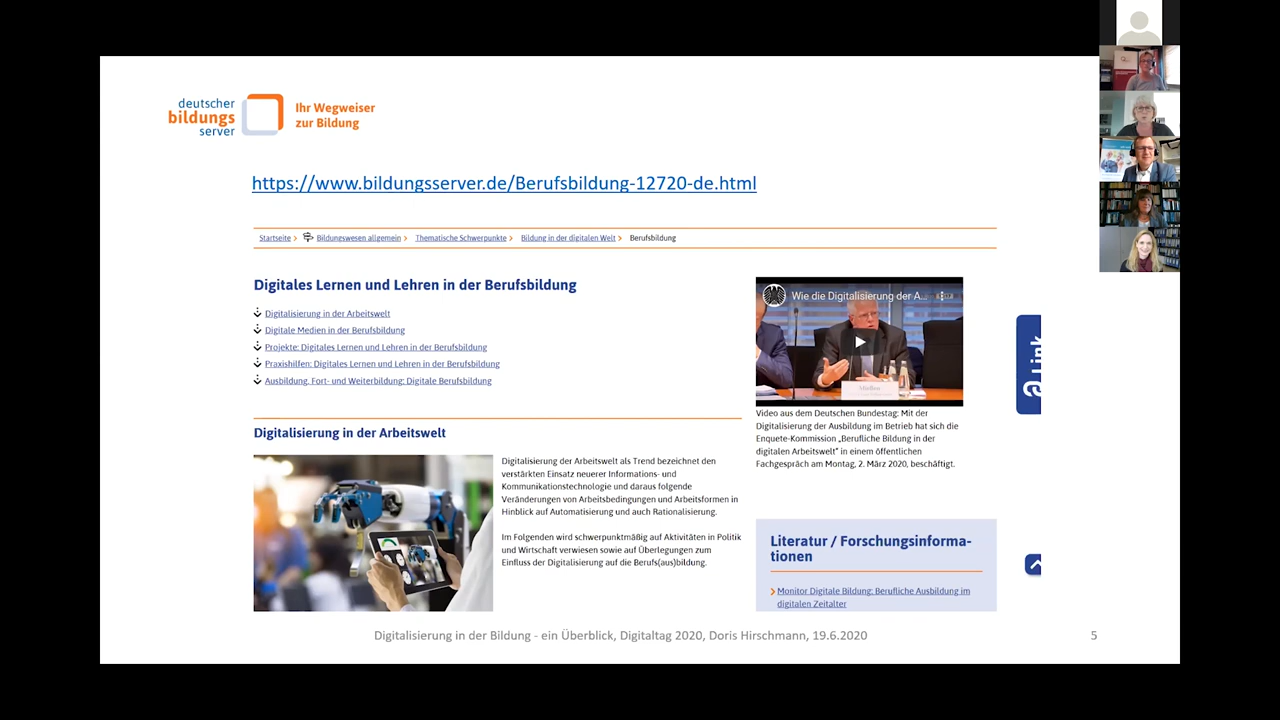 deutscher
bildungs
server
Ihr Wegweiser
zur Bildung
https://www.bildungsserver.de/Berufsbildung-12720-de.html
Startseite > Bildungswesen allgemein > Thematische Schwerpunkte > Bildung in der digitalen Welt > Berufsbildung
Digitales Lernen und Lehren in der Berufsbildung
Digitalisierung in der Arbeitswelt
Digitale Medien in der Berufsbildung
Projekte: Digitales Lernen und Lehren in der Berufsbildung
Praxishilfen: Digitales Lernen und Lehren in der Berufsbildung
Ausbildung, Fort- und Weiterbildung: Digitale Berufsbildung
Wie die Digitalisierung der A...
Video aus dem Deutschen Bundestag: Mit der
Digitalisierung der Ausbildung im Betrieb hat sich die
Enquete-Kommission „Berufliche Bildung in der
digitalen Arbeitswelt" in einem öffentlichen
Fachgespräch am Montag, 2. März 2020, beschäftigt.
Link
Digitalisierung in der Arbeitswelt
Digitalisierung der Arbeitswelt als Trend bezeichnet den
verstärkten Einsatz neuerer Informations- und
Kommunikationstechnologie und daraus folgende
Veränderungen von Arbeitsbedingungen und Arbeitsformen in
Hinblick auf Automatisierung und auch Rationalisierung.
Im Folgenden wird schwerpunktmäßig auf Aktivitäten in Politik
und Wirtschaft verwiesen sowie auf Überlegungen zum
Einfluss der Digitalisierung auf die Berufs(aus)bildung.
Literatur / Forschungsinforma-
tionen
Monitor Digitale Bildung: Berufliche Ausbildung im
digitalen Zeitalter
Digitalisierung in der Bildung - ein Überblick, Digitaltag 2020, Doris Hirschmann, 19.6.2020
5